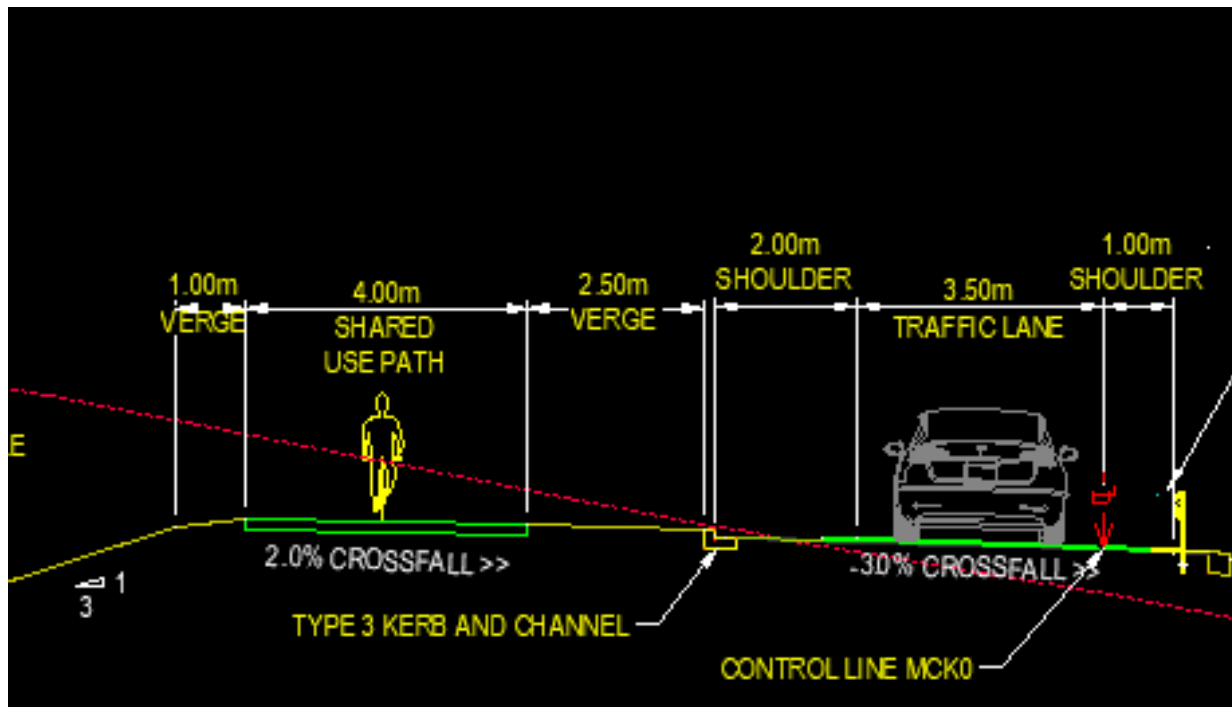 2.00m
SHOULDER
1.00m
SHOULDER
1.00m
VERGE
4.00m
SHARED
USE PATH
2.50m
VERGE
3.50m
TRAFFIC LANE
E
2.0% CROSSFALL >>
-3.0% CROSSFALL >>
1
3
TYPE 3 KERB AND CHANNEL
CONTROL LINE MCK0